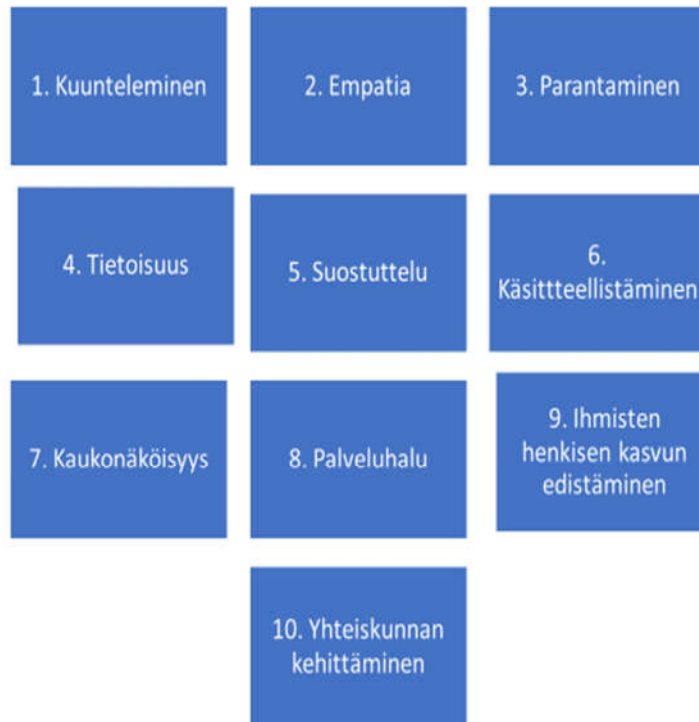 1. Kuunteleminen
2. Empatia
3. Parantaminen
4. Tietoisuus
5. Suostuttelu
6.
Käsittteellistäminen
7. Kaukonäköisyys
8. Palveluhalu
9. Ihmisten
henkisen kasvun
edistäminen
10. Yhteiskunnan
kehittäminen